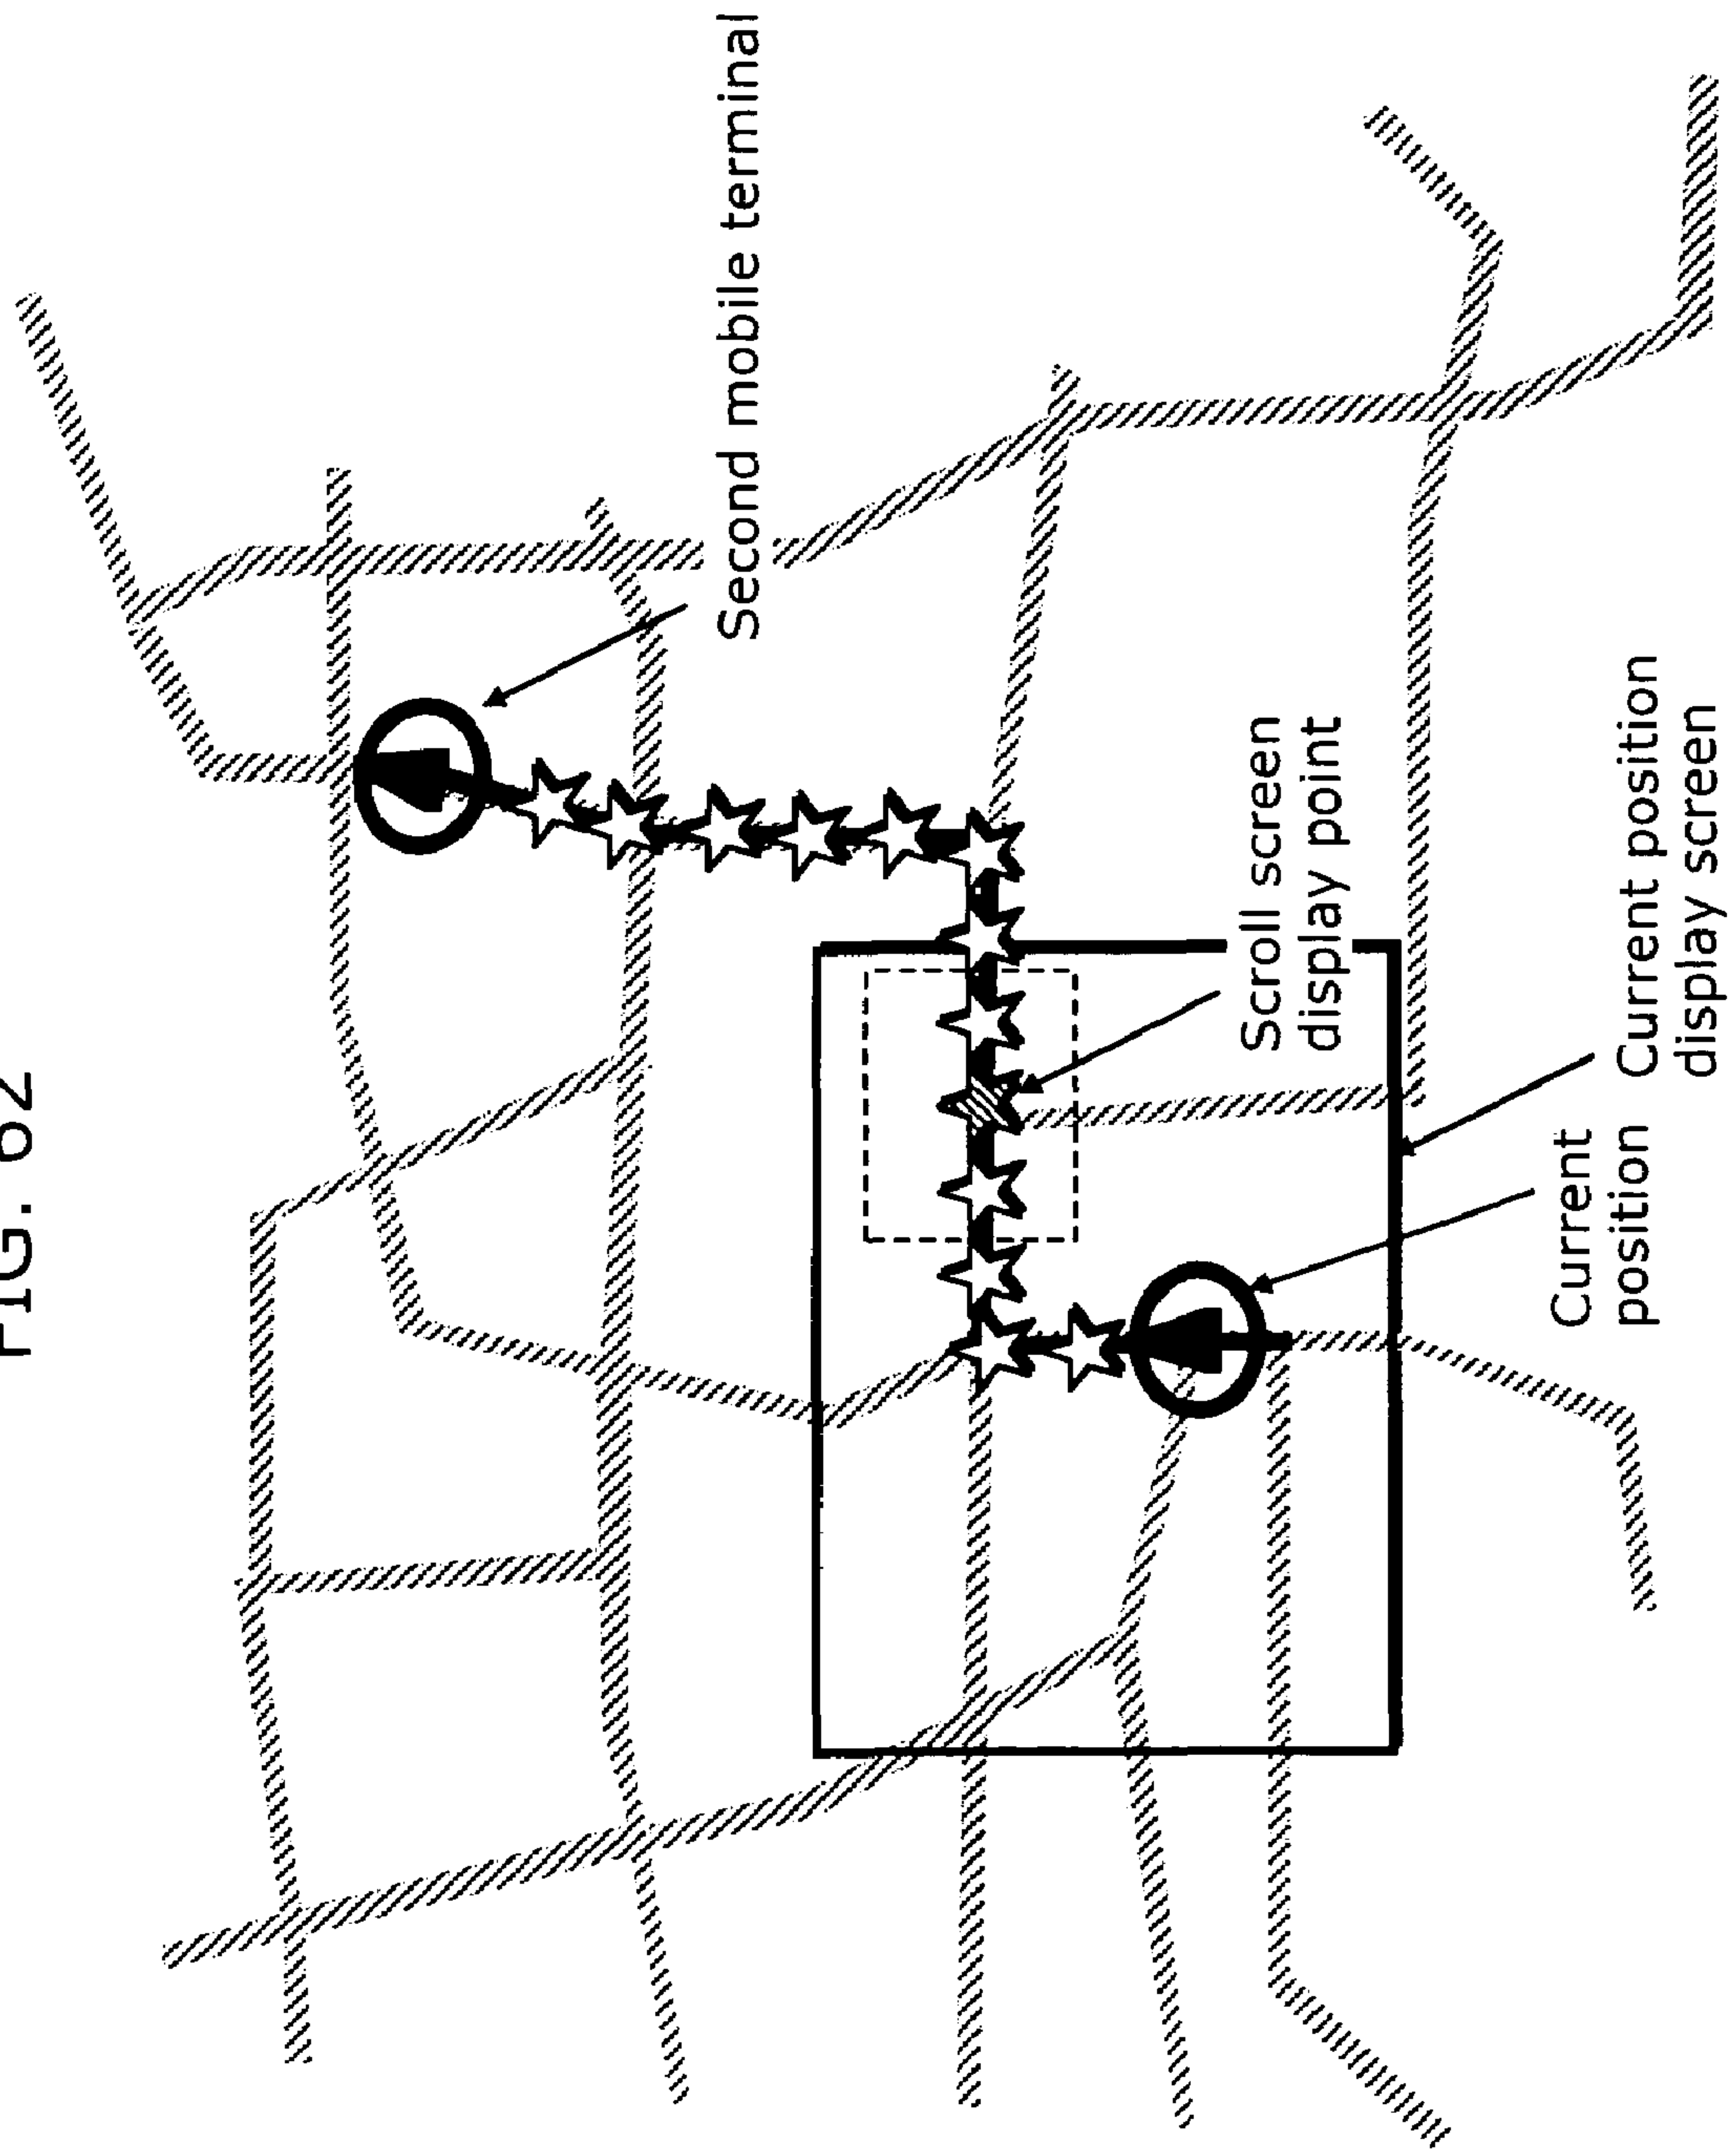 FIG. 62
Second mobile terminal
Scroll screen
display point
Current position
display screen
Current
position